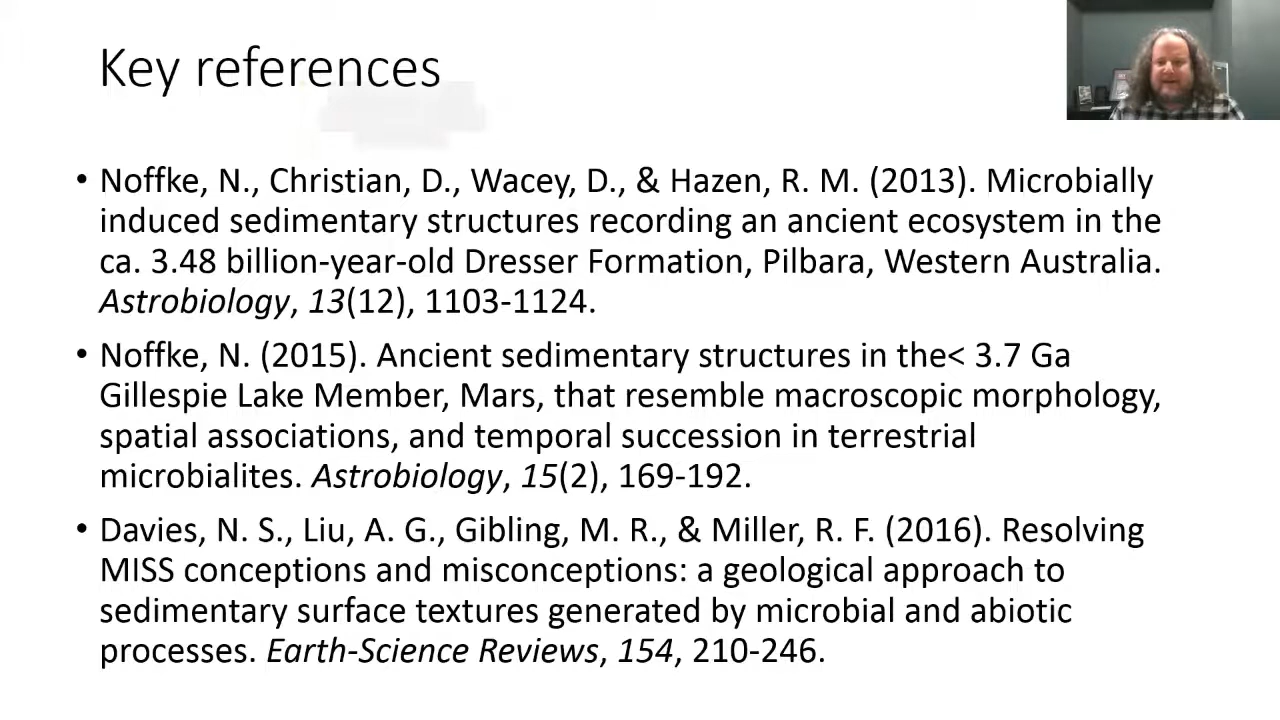 Key references
• Noffke, N., Christian, D., Wacey, D., & Hazen, R. M. (2013). Microbially
induced sedimentary structures recording an ancient ecosystem in the
ca. 3.48 billion-year-old Dresser Formation, Pilbara, Western Australia.
Astrobiology, 13(12), 1103-1124.
• Noffke, N. (2015). Ancient sedimentary structures in the< 3.7 Ga
Gillespie Lake Member, Mars, that resemble macroscopic morphology,
spatial associations, and temporal succession in terrestrial
microbialites. Astrobiology, 15(2), 169-192.
• Davies, N. S., Liu, A. G., Gibling, M. R., & Miller, R. F. (2016). Resolving
MISS conceptions and misconceptions: a geological approach to
sedimentary surface textures generated by microbial and abiotic
processes. Earth-Science Reviews, 154, 210-246.